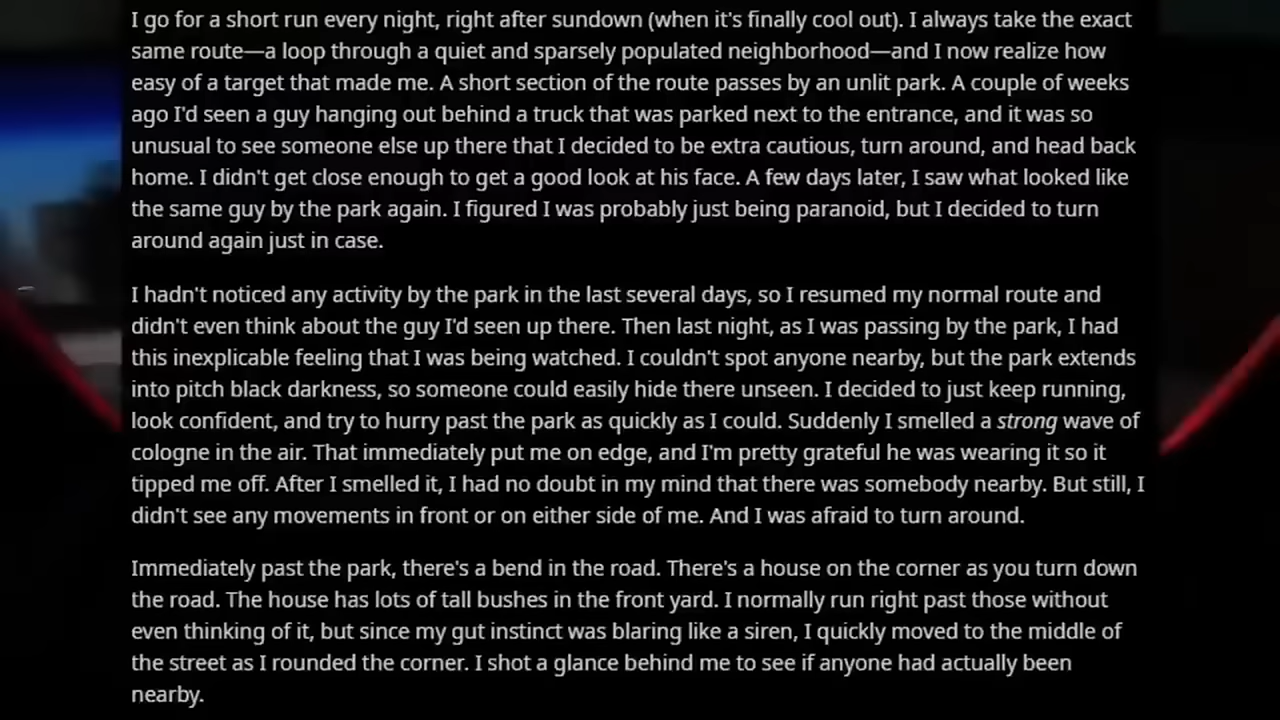 I go for a short run every night, right after sundown (when it's finally cool out). I always take the exact
same route—a loop through a quiet and sparsely populated neighborhood—and I now realize how
easy of a target that made me. A short section of the route passes by an unlit park. A couple of weeks
ago I'd seen a guy hanging out behind a truck that was parked next to the entrance, and it was so
unusual to see someone else up there that I decided to be extra cautious, turn around, and head back
home. I didn't get close enough to get a good look at his face. A few days later, I saw what looked like
the same guy by the park again. I figured I was probably just being paranoid, but I decided to turn
around again just in case.
I hadn't noticed any activity by the park in the last several days, so I resumed my normal route and
didn't even think about the guy I'd seen up there. Then last night, as I was passing by the park, I had
this inexplicable feeling that I was being watched. I couldn't spot anyone nearby, but the park extends
into pitch black darkness, so someone could easily hide there unseen. I decided to just keep running,
look confident, and try to hurry past the park as quickly as I could. Suddenly I smelled a strong wave of
cologne in the air. That immediately put me on edge, and I'm pretty grateful he was wearing it so it
tipped me off. After I smelled it, I had no doubt in my mind that there was somebody nearby. But still, I
didn't see any movements in front or on either side of me. And I was afraid to turn around.
Immediately past the park, there's a bend in the road. There's a house on the corner as you turn down
the road. The house has lots of tall bushes in the front yard. I normally run right past those without
even thinking of it, but since my gut instinct was blaring like a siren, I quickly moved to the middle of
the street as I rounded the corner. I shot a glance behind me to see if anyone had actually been
nearby.